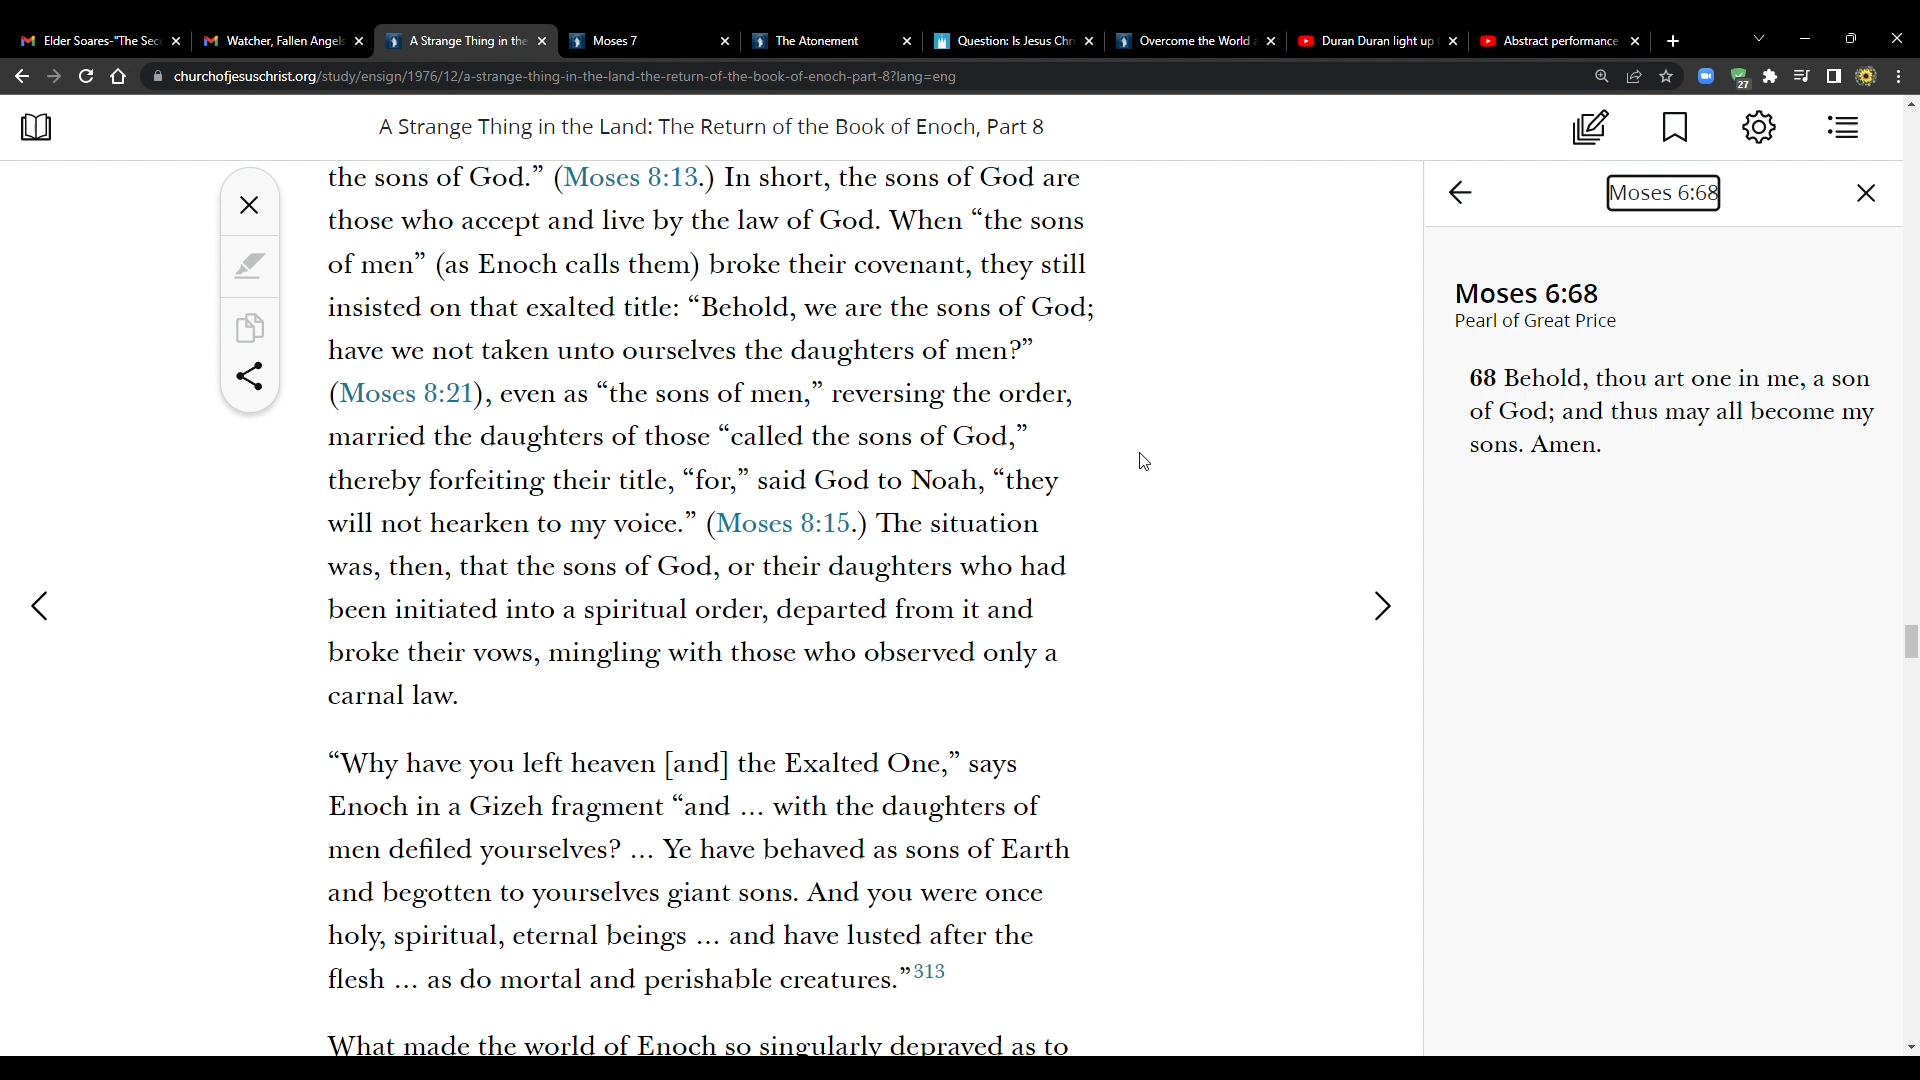 Elder Soares-"The Sec
Watcher, Fallen Angels
A Strange Thing in the
Moses 7
The Atonement
Question: Is Jesus Chri
Overcome the World a
Duran Duran light up
Abstract performance
churchofjesuschrist.org/study/ensign/1976/12/a-strange-thing-in-the-land-the-return-of-the-book-of-enoch-part-8?lang=eng
27
A Strange Thing in the Land: The Return of the Book of Enoch, Part 8
the sons of God.” (Moses 8:13.) In short, the sons of God are
those who accept and live by the law of God. When “the sons
of men” (as Enoch calls them) broke their covenant, they still
insisted on that exalted title: “Behold, we are the sons of God;
have we not taken unto ourselves the daughters of men?”
(Moses 8:21), even as “the sons of men,” reversing the order,
married the daughters of those “called the sons of God,”
thereby forfeiting their title, “for,” said God to Noah, “they
will not hearken to my voice.” (Moses 8:15.) The situation
was, then, that the sons of God, or their daughters who had
been initiated into a spiritual order, departed from it and
broke their vows, mingling with those who observed only a
carnal law.
“Why have you left heaven [and] the Exalted One,” says
Enoch in a Gizeh fragment “and … with the daughters of
men defiled yourselves? … Ye have behaved as sons of Earth
and begotten to yourselves giant sons. And you were once
holy, spiritual, eternal beings … and have lusted after the
flesh … as do mortal and perishable creatures.”313
What made the world of Enoch so singularly depraved as to
Moses 6:68
Moses 6:68
Pearl of Great Price
68 Behold, thou art one in me, a son
of God; and thus may all become my
sons. Amen.